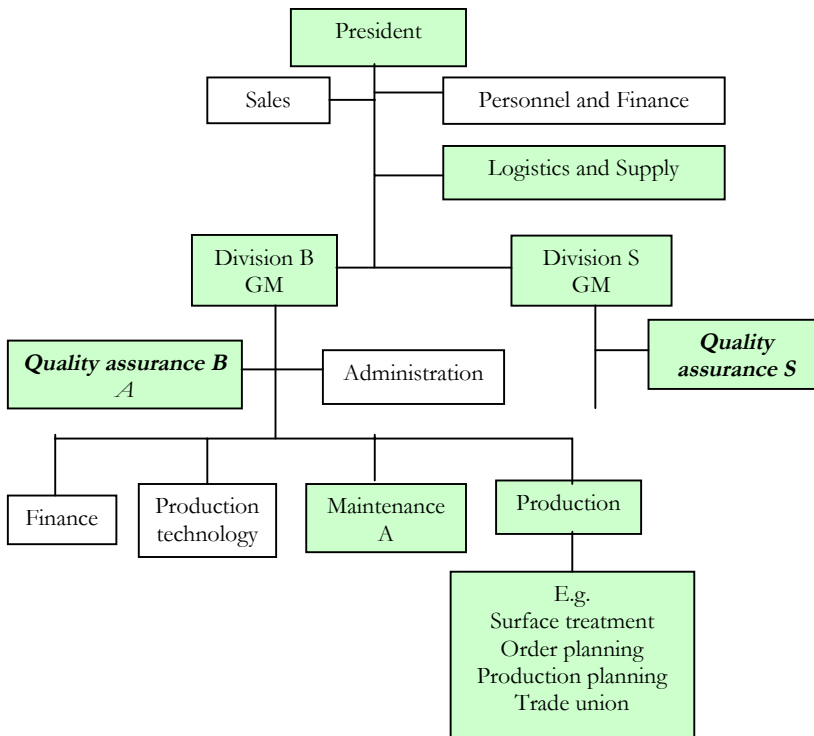 President
Sales
Personnel and Finance
Logistics and Supply
Division B
GM
Division S
GM
Quality assurance B
A
Administration
Quality
assurance S
Finance
Production
technology
Maintenance
A
Production
E.g.
Surface treatment
Order planning
Production planning
Trade union